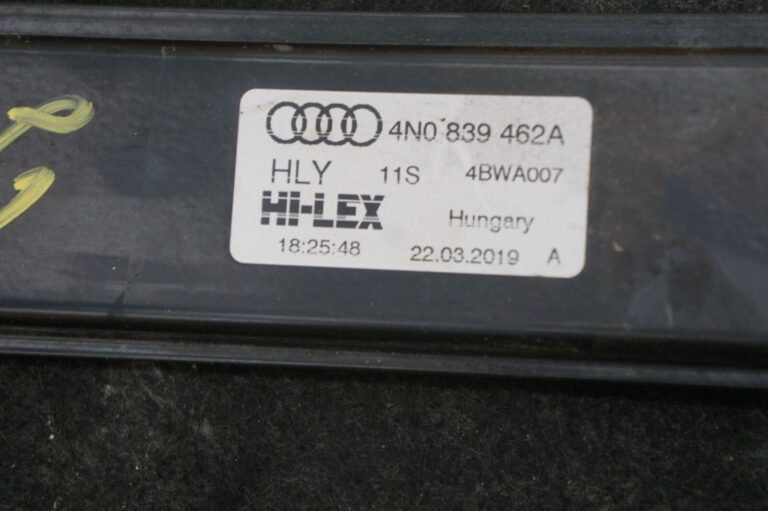 4N0 839 462A
HLY 11S 4BWA007
HI-LEX Hungary
18:25:48 22.03.2019 A